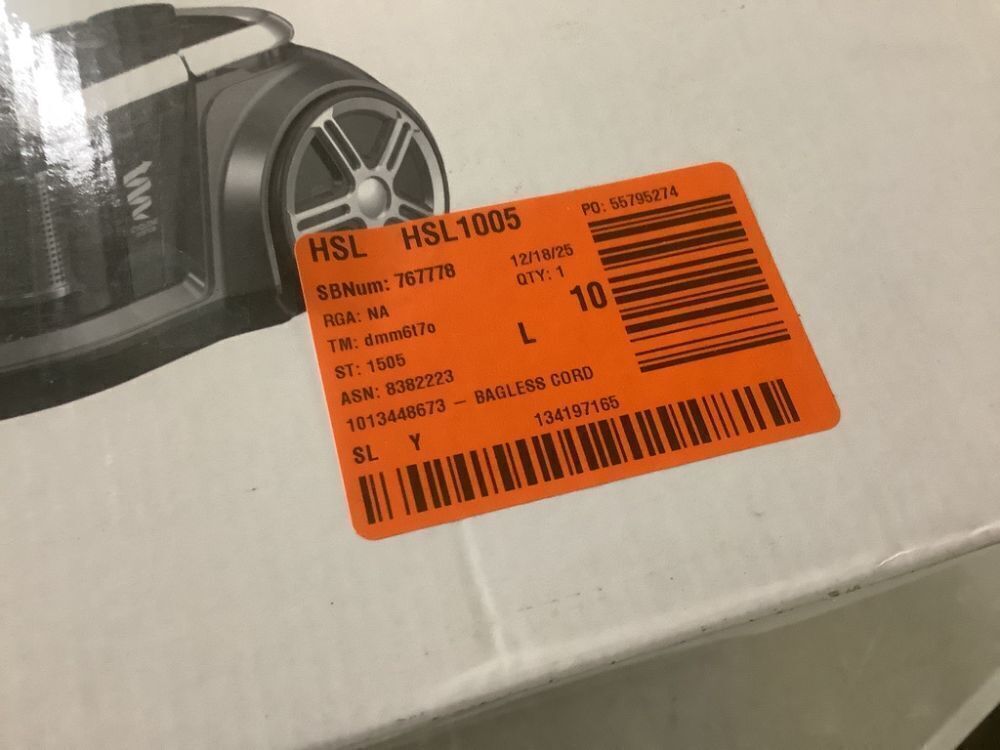 HSL HSL1005
PO: 55795274
SBNum: 767778
12/18/25
RGA: NA
QTY: 1
10
TM: dmm6t7o
L
ST: 1505
ASN: 8382223
1013448673 – BAGLESS CORD
SL Y
134197165